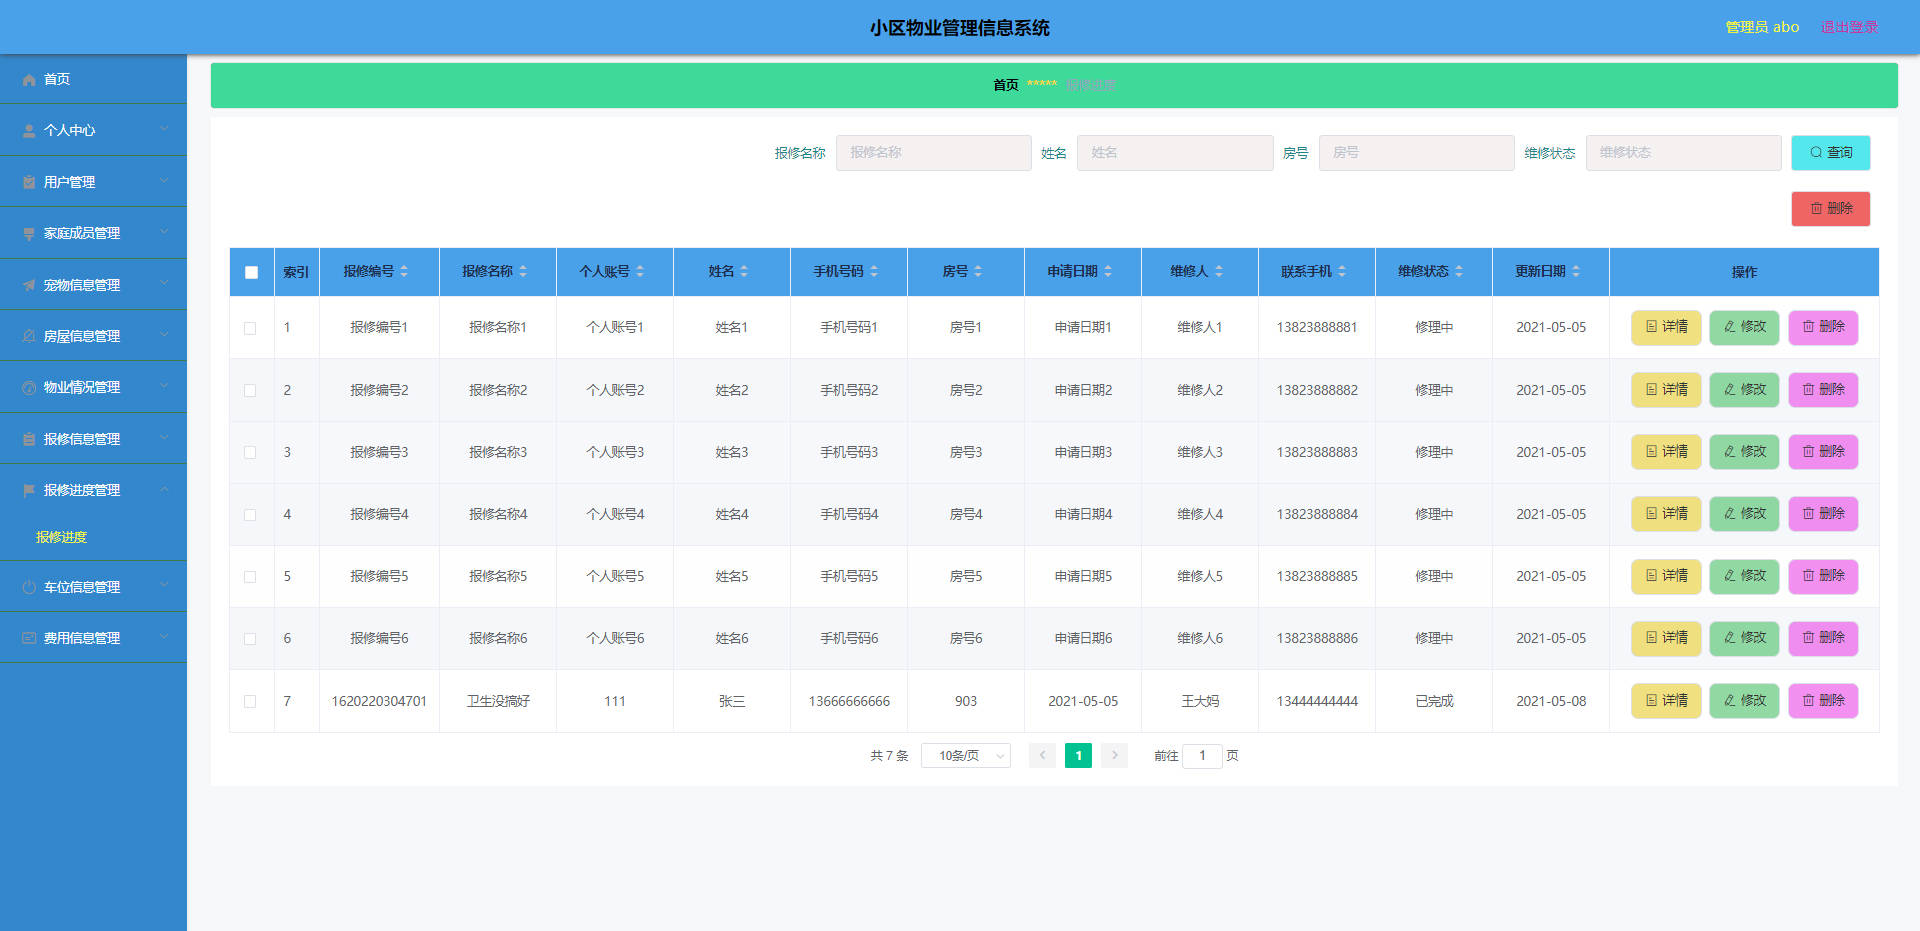 小区物业管理信息系统
管理员 abo 退出登录
首页
个人中心
用户管理
家庭成员管理
宠物信息管理
房屋信息管理
物业情况管理
报修信息管理
报修进度管理
报修进度
车位信息管理
费用信息管理
首页 ***** 报修进度
报修名称 报修名称 姓名 姓名 房号 房号 维修状态 维修状态 查询
删除
索引 报修编号 报修名称 个人账号 姓名 手机号码 房号 申请日期 维修人 联系手机 维修状态 更新日期 操作
1 报修编号1 报修名称1 个人账号1 姓名1 手机号码1 房号1 申请日期1 维修人1 13823888881 修理中 2021-05-05 详情 修改 删除
2 报修编号2 报修名称2 个人账号2 姓名2 手机号码2 房号2 申请日期2 维修人2 13823888882 修理中 2021-05-05 详情 修改 删除
3 报修编号3 报修名称3 个人账号3 姓名3 手机号码3 房号3 申请日期3 维修人3 13823888883 修理中 2021-05-05 详情 修改 删除
4 报修编号4 报修名称4 个人账号4 姓名4 手机号码4 房号4 申请日期4 维修人4 13823888884 修理中 2021-05-05 详情 修改 删除
5 报修编号5 报修名称5 个人账号5 姓名5 手机号码5 房号5 申请日期5 维修人5 13823888885 修理中 2021-05-05 详情 修改 删除
6 报修编号6 报修名称6 个人账号6 姓名6 手机号码6 房号6 申请日期6 维修人6 13823888886 修理中 2021-05-05 详情 修改 删除
7 1620220304701 卫生没搞好 111 张三 13666666666 903 2021-05-05 王大妈 13444444444 已完成 2021-05-08 详情 修改 删除
共 7 条 10条/页 1 前往 1 页